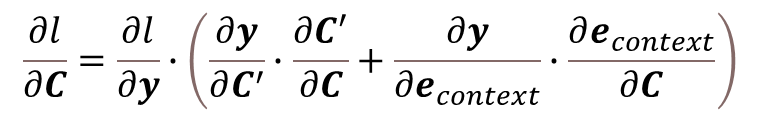 ∂l/∂C = ∂l/∂y · (∂y/∂C′ · ∂C′/∂C + ∂y/∂e_context · ∂e_context/∂C)